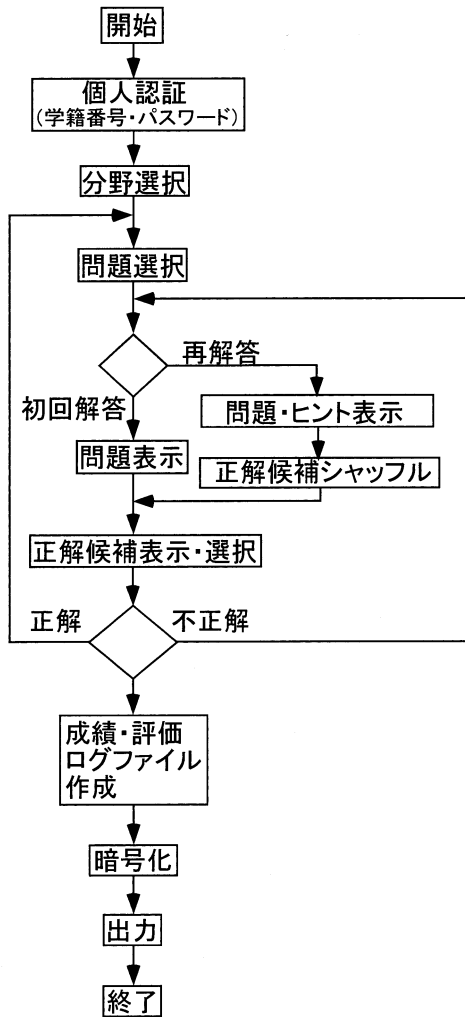 開始
個人認証
(学籍番号・パスワード)
分野選択
問題選択
再解答
初回解答
問題・ヒント表示
問題表示
正解候補シャッフル
正解候補表示・選択
正解
不正解
成績・評価
ログファイル
作成
暗号化
出力
終了